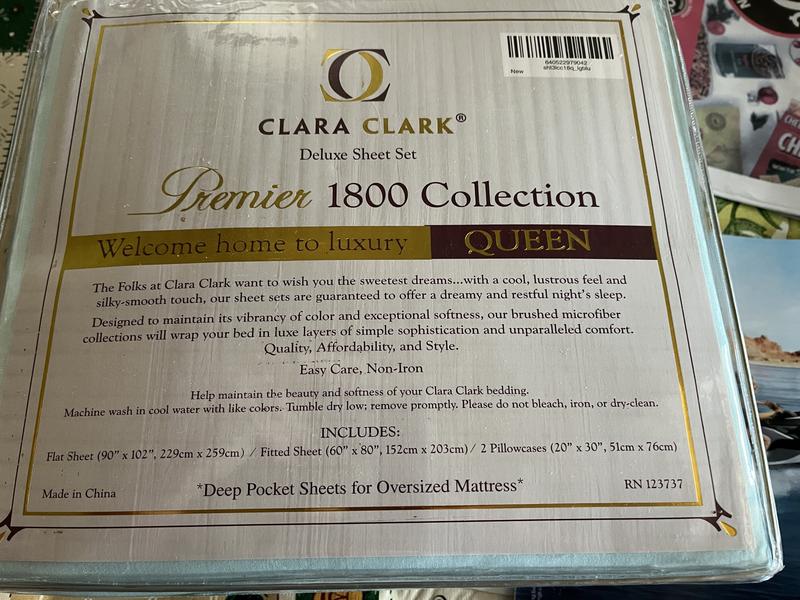 640522979042
New
sht3lcc18q_lgblu
CLARA CLARK®
Deluxe Sheet Set
Premier 1800 Collection
Welcome home to luxury QUEEN
The Folks at Clara Clark want to wish you the sweetest dreams...with a cool, lustrous feel and
silky-smooth touch, our sheet sets are guaranteed to offer a dreamy and restful night's sleep.
Designed to maintain its vibrancy of color and exceptional softness, our brushed microfiber
collections will wrap your bed in luxe layers of simple sophistication and unparalleled comfort.
Quality, Affordability, and Style.
Easy Care, Non-Iron
Help maintain the beauty and softness of your Clara Clark bedding.
Machine wash in cool water with like colors. Tumble dry low; remove promptly. Please do not bleach, iron, or dry-clean.
INCLUDES:
Flat Sheet (90" x 102", 229cm x 259cm) / Fitted Sheet (60" x 80", 152cm x 203cm) / 2 Pillowcases (20" x 30", 51cm x 76cm)
Made in China *Deep Pocket Sheets for Oversized Mattress* RN 123737